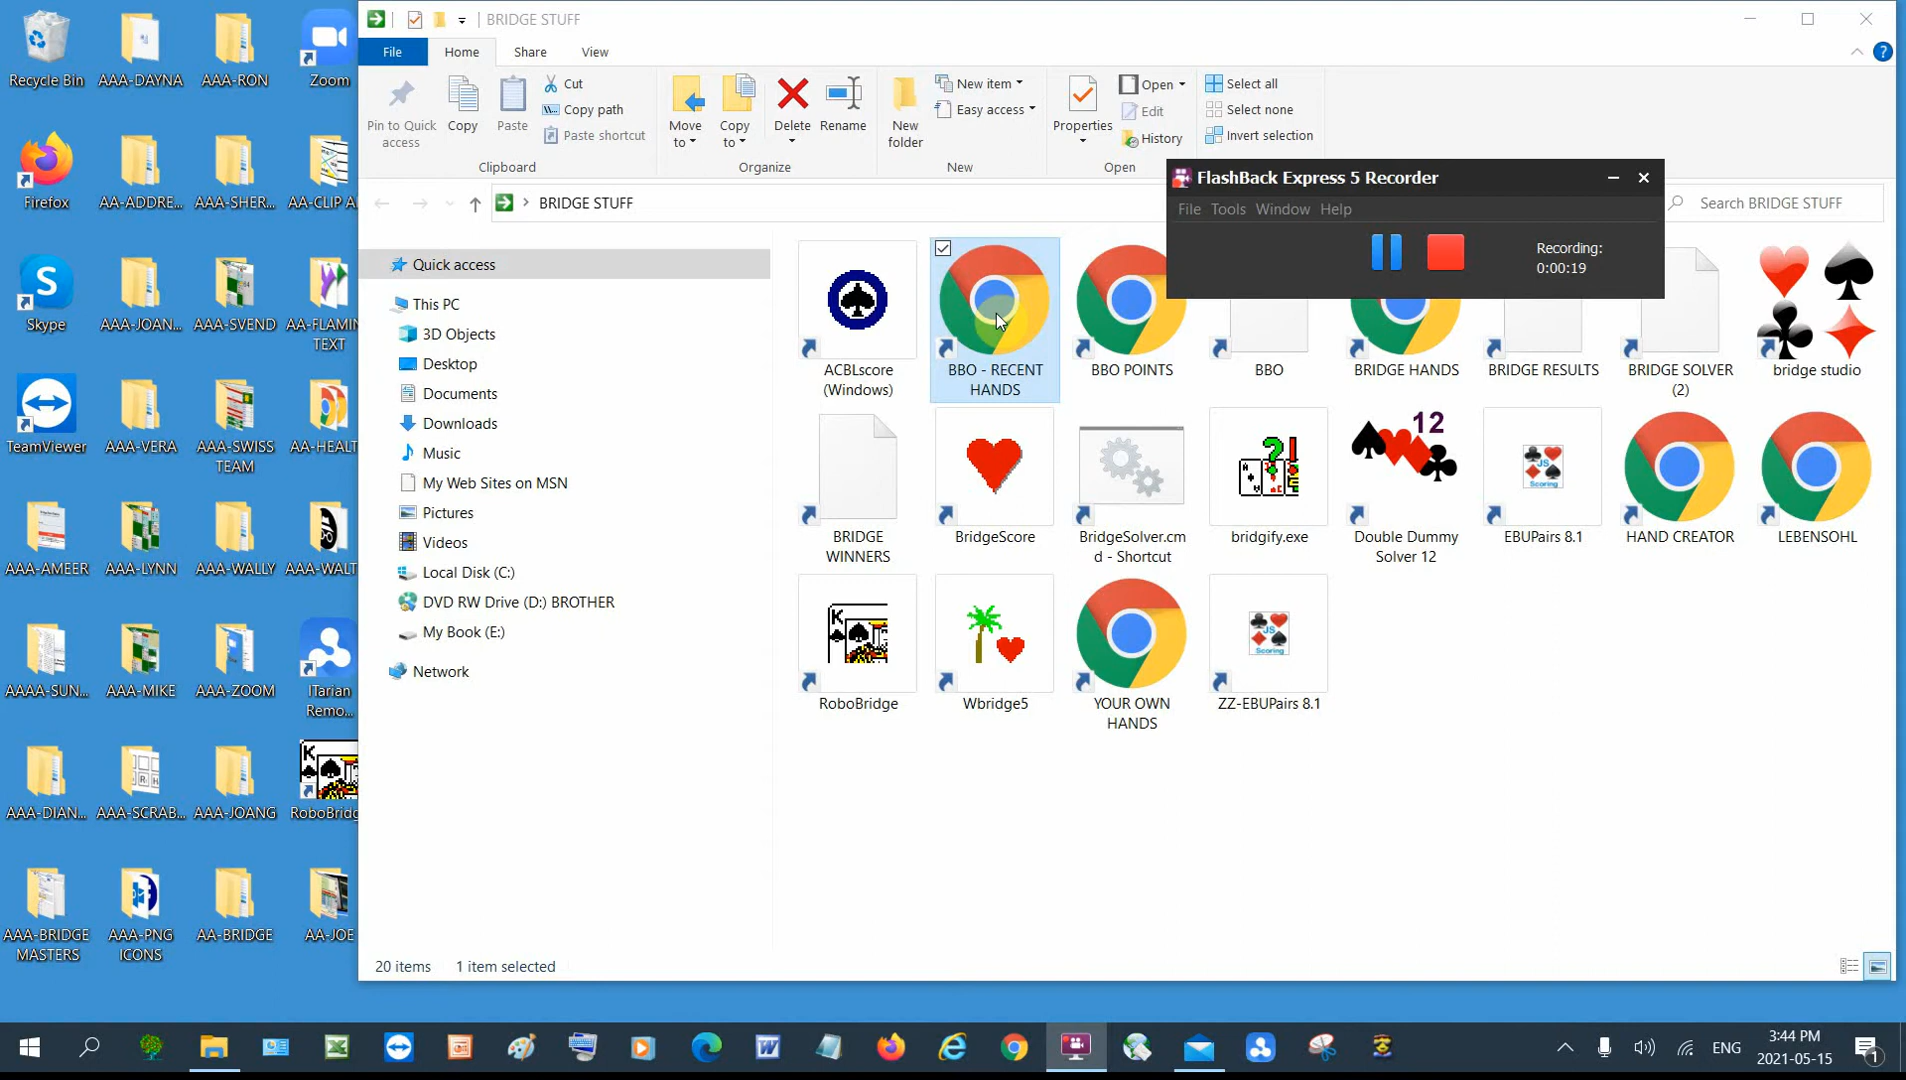 BRIDGE STUFF
File
Home
Share
View
Pin to Quick
access
Copy
Paste
Cut
Copy path
Paste shortcut
Clipboard
Move
to
Copy
to
Delete
Rename
Organize
New
folder
New item
Easy access
New
Properties
Open
Edit
History
Open
Select all
Select none
Invert selection
BRIDGE STUFF
Search BRIDGE STUFF
FlashBack Express 5 Recorder
File Tools Window Help
Recording:
0:00:19
Quick access
This PC
3D Objects
Desktop
Documents
Downloads
Music
My Web Sites on MSN
Pictures
Videos
Local Disk (C:)
DVD RW Drive (D:) BROTHER
My Book (E:)
Network
ACBLscore
(Windows)
BBO - RECENT
HANDS
BBO POINTS
BBO
BRIDGE HANDS
BRIDGE RESULTS
BRIDGE SOLVER
(2)
bridge studio
BRIDGE
WINNERS
BridgeScore
BridgeSolver.cm
d - Shortcut
bridgify.exe
12
Double Dummy
Solver 12
JS
Scoring
EBUPairs 8.1
HAND CREATOR
LEBENSOHL
K
RoboBridge
Wbridge5
YOUR OWN
HANDS
JS
Scoring
ZZ-EBUPairs 8.1
20 items
1 item selected
Recycle Bin
AAA-DAYNA
AAA-RON
Zoom
Firefox
AA-ADDRE...
AAA-SHER...
AA-CLIP A
Skype
AAA-JOAN...
AAA-SVEND
AA-FLAMIN
TEXT
TeamViewer
AAA-VERA
AAA-SWISS
TEAM
AA-HEALT
AAA-AMEER
AAA-LYNN
AAA-WALLY
AAA-WALT
AAAA-SUN...
AAA-MIKE
AAA-ZOOM
ITarian
Remo...
AAA-DIAN...
AAA-SCRAB...
AAA-JOANG
K
RoboBridg
AAA-BRIDGE
MASTERS
AAA-PNG
ICONS
AA-BRIDGE
AA-JOE
ENG
3:44 PM
2021-05-15
1